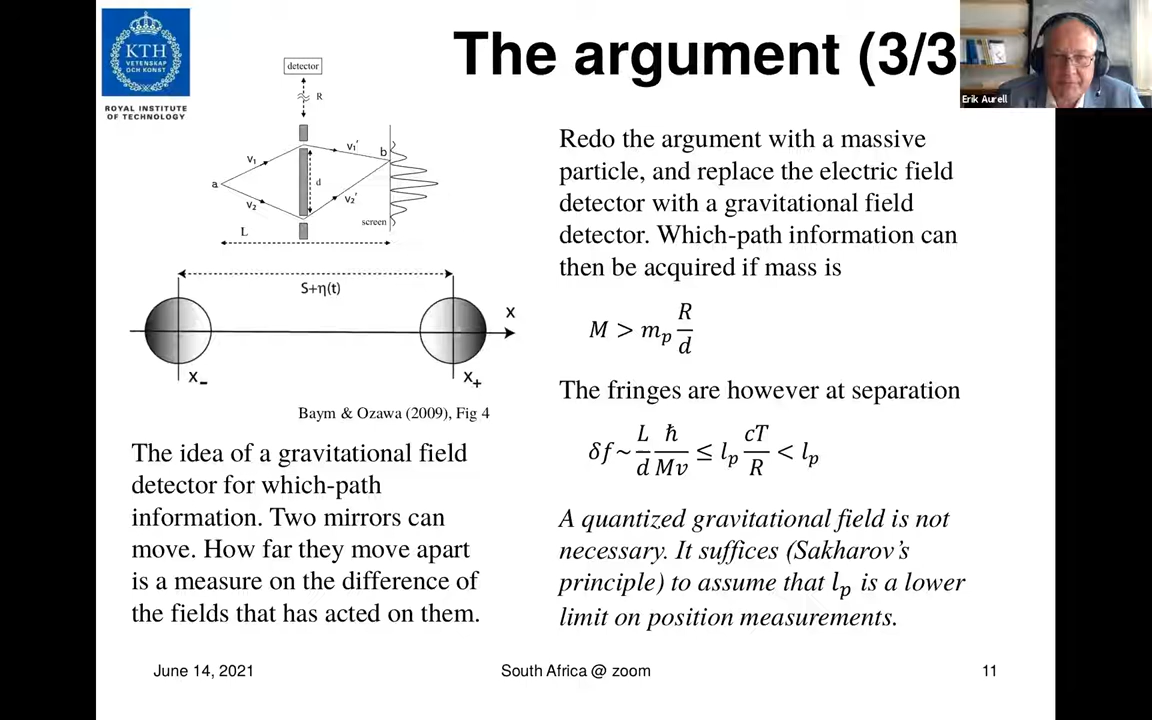 KTH
VETENSKAP
OCH KONST
ROYAL INSTITUTE
OF TECHNOLOGY
The argument (3/3
Erik Aurell
detector
R
v₁
v₁′
b
a
d
v₂
v₂′
screen
L
S+η(t)
x
x₋
x₊
Baym & Ozawa (2009), Fig 4
The idea of a gravitational field
detector for which-path
information. Two mirrors can
move. How far they move apart
is a measure on the difference of
the fields that has acted on them.
Redo the argument with a massive
particle, and replace the electric field
detector with a gravitational field
detector. Which-path information can
then be acquired if mass is
M > mₚ R/d
The fringes are however at separation
δf~ L/d ħ/Mv ≤ lₚ cT/R < lₚ
A quantized gravitational field is not
necessary. It suffices (Sakharov’s
principle) to assume that lₚ is a lower
limit on position measurements.
June 14, 2021
South Africa @ zoom
11